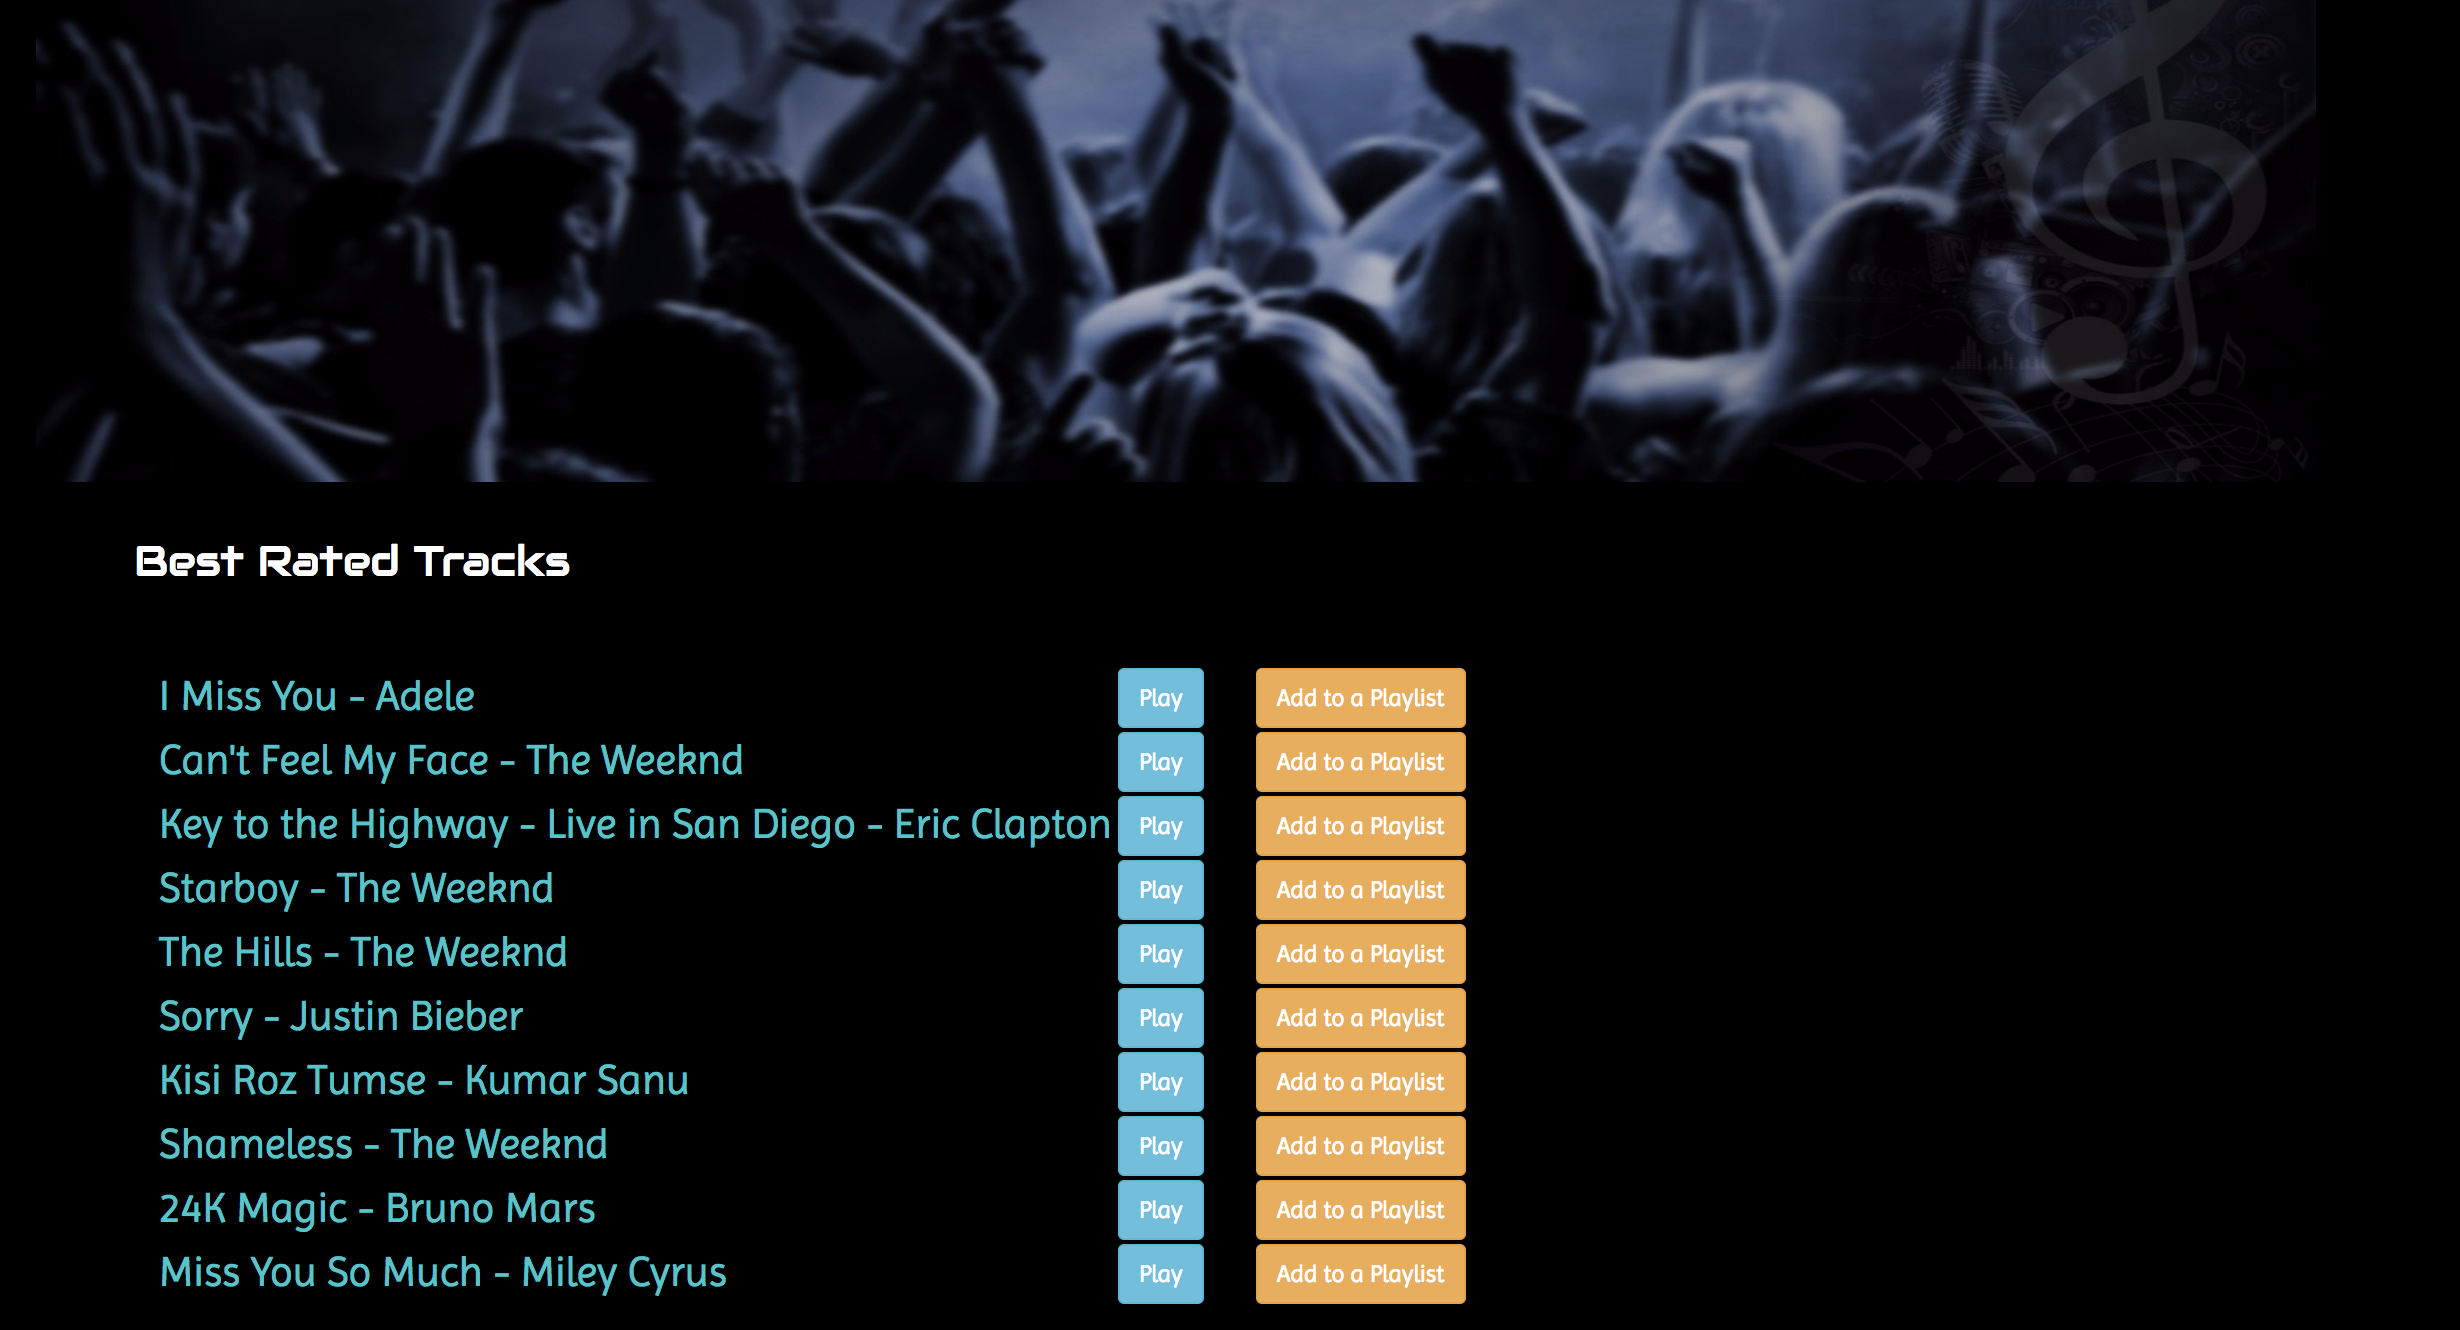 Best Rated Tracks
I Miss You - Adele Play Add to a Playlist
Can't Feel My Face - The Weeknd Play Add to a Playlist
Key to the Highway - Live in San Diego - Eric Clapton Play Add to a Playlist
Starboy - The Weeknd Play Add to a Playlist
The Hills - The Weeknd Play Add to a Playlist
Sorry - Justin Bieber Play Add to a Playlist
Kisi Roz Tumse - Kumar Sanu Play Add to a Playlist
Shameless - The Weeknd Play Add to a Playlist
24K Magic - Bruno Mars Play Add to a Playlist
Miss You So Much - Miley Cyrus Play Add to a Playlist